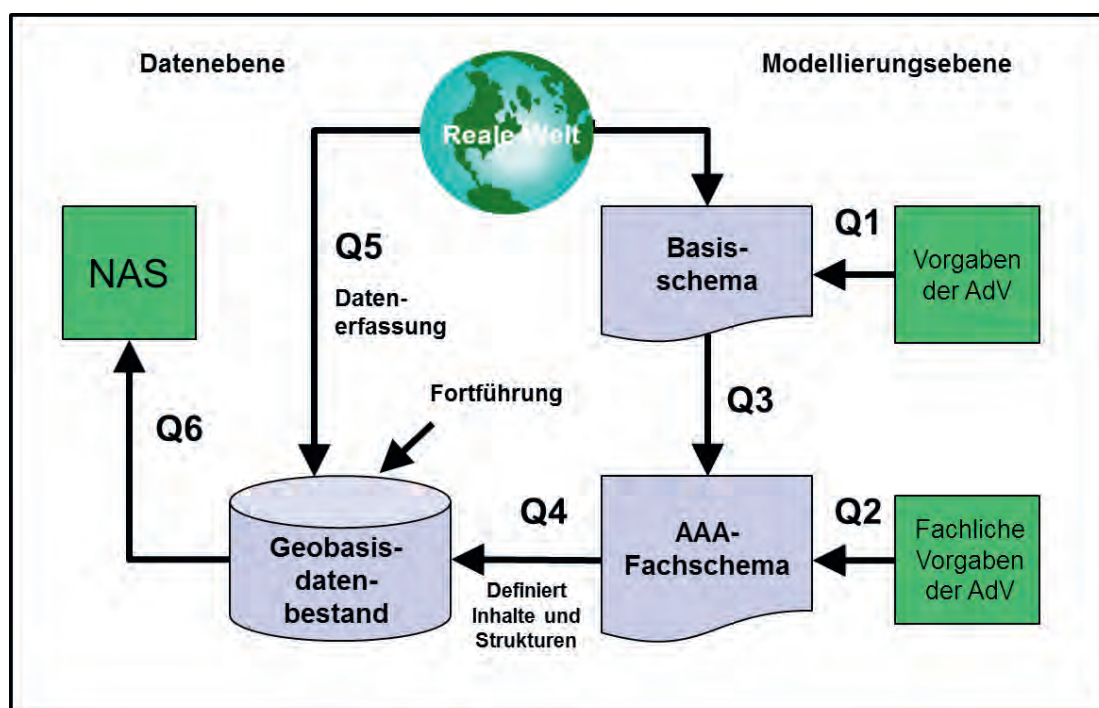 Datenebene
Modellierungsebene
Reale Welt
Q5
Daten-
erfassung
NAS
Basis-
schema
Q1
Vorgaben
der AdV
Q3
Fortführung
Q6
Geobasis-
daten-
bestand
Q4
Definiert
Inhalte und
Strukturen
AAA-
Fachschema
Q2
Fachliche
Vorgaben
der AdV